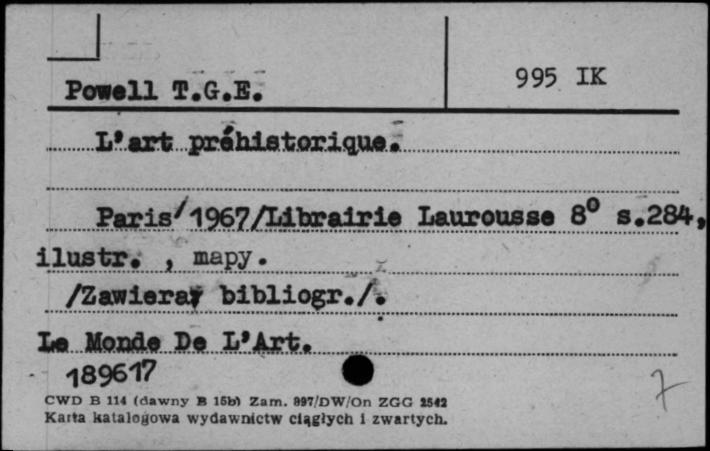 995 IK
Powell T.G.E.
L'art préhistorique.
Paris/1967/Librairie Laurousse 8⁰ s.284,
ilustr. , mapy.
/Zawiera bibliogr./.
Le Monde De L'Art.
189617
7
CWD B 114 (dawny B 15b) Zam. 997/DW/On ZGG 2542
Karta katalogowa wydawnictw ciągłych i zwartych.